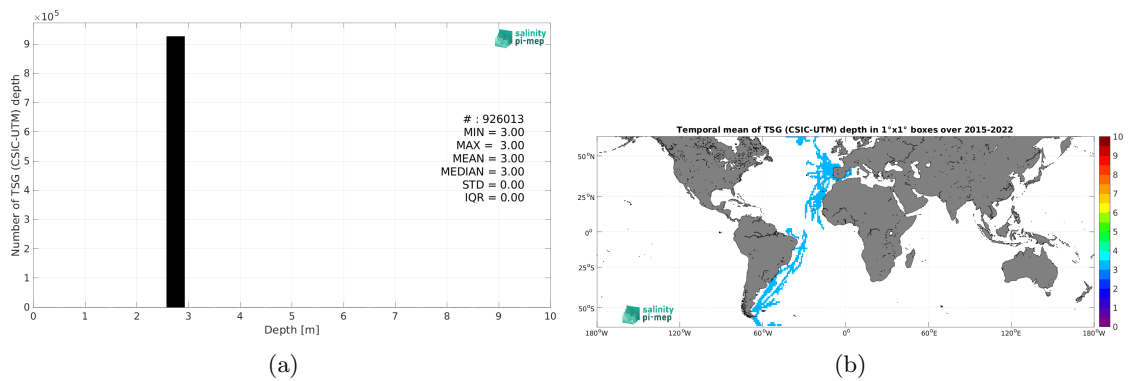 ×10⁵
9
8
7
6
5
4
3
2
1
0
Number of TSG (CSIC-UTM) depth
salinity
pi-mep
# : 926013
MIN = 3.00
MAX = 3.00
MEAN = 3.00
MEDIAN = 3.00
STD = 0.00
IQR = 0.00
0 1 2 3 4 5 6 7 8 9 10
Depth [m]
(a)
Temporal mean of TSG (CSIC-UTM) depth in 1°x1° boxes over 2015-2022
50°N
25°N
0°
25°S
50°S
salinity
pi-mep
180°W 120°W 60°W 0° 60°E 120°E 180°W
10
9
8
7
6
5
4
3
2
1
0
(b)